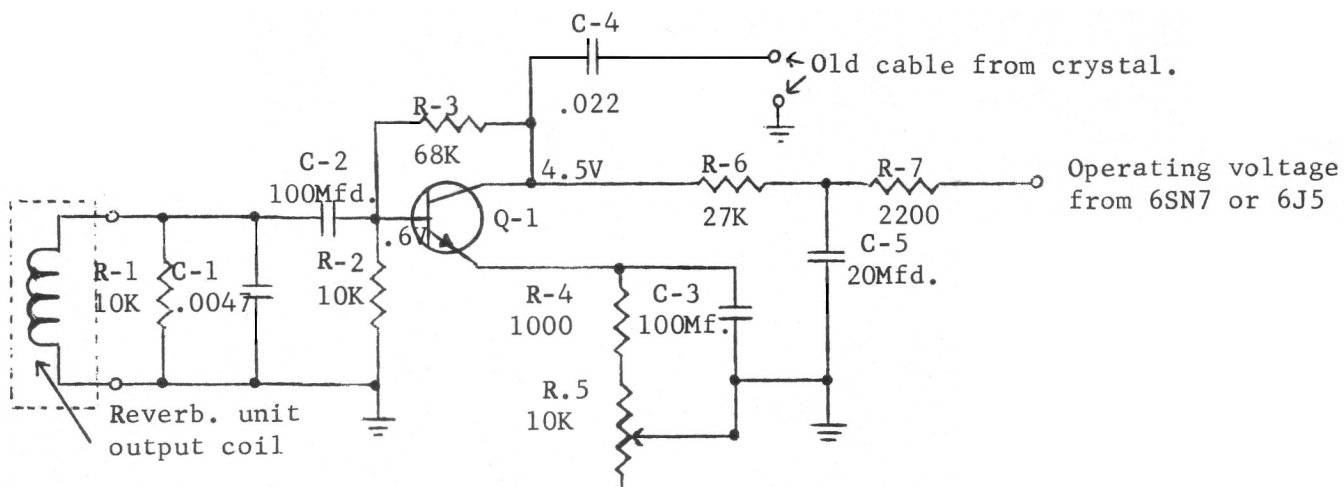 C-4
Old cable from crystal.
.022
R-3
68K
C-2
100Mfd.
4.5V
R-6
27K
R-7
2200
Operating voltage
from 6SN7 or 6J5
Q-1
.6V
R-1
10K
C-1
.0047
R-2
10K
R-4
1000
C-3
100Mf.
C-5
20Mfd.
R.5
10K
Reverb. unit
output coil